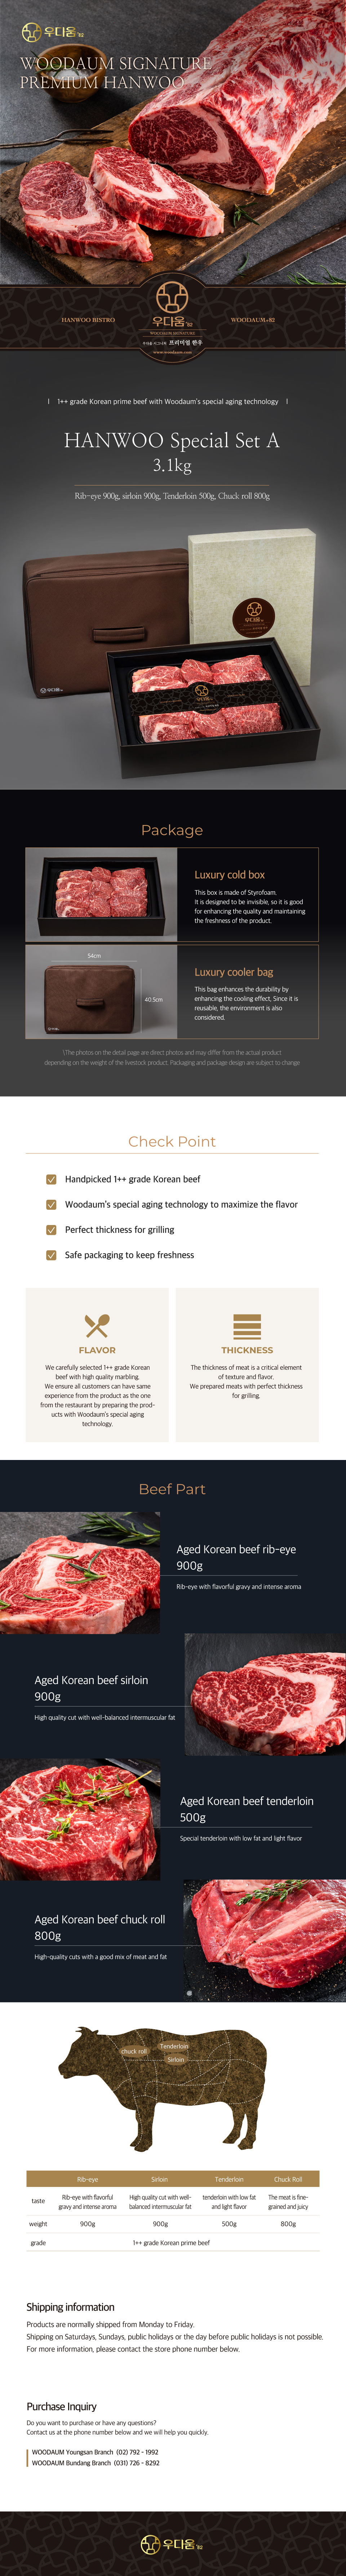 우디움'82
WOODAUM SIGNATURE
PREMIUM HANWOO
HANWOO BISTRO
우디움'82
WOODAUM SIGNATURE
프리미엄 한우
www.woodaum.com
WOODAUM×82
| 1++ grade Korean prime beef with Woodaum's special aging technology |
HANWOO Special Set A
3.1kg
Rib-eye 900g, sirloin 900g, Tenderloin 500g, Chuck roll 800g
Package
Luxury cold box
This box is made of Styrofoam.
It is designed to be invisible, so it is good
for enhancing the quality and maintaining
the freshness of the product.
54cm
40.5cm
Luxury cooler bag
This bag enhances the durability by
enhancing the cooling effect, Since it is
reusable, the environment is also
considered.
\The photos on the detail page are direct photos and may differ from the actual product
depending on the weight of the livestock product. Packaging and package design are subject to change
Check Point
Handpicked 1++ grade Korean beef
Woodaum's special aging technology to maximize the flavor
Perfect thickness for grilling
Safe packaging to keep freshness
FLAVOR
We carefully selected 1++ grade Korean
beef with high quality marbling.
We ensure all customers can have same
experience from the product as the one
from the restaurant by preparing the prod-
ucts with Woodaum's special aging
technology.
THICKNESS
The thickness of meat is a critical element
of texture and flavor.
We prepared meats with perfect thickness
for grilling.
Beef Part
Aged Korean beef rib-eye
900g
Rib-eye with flavorful gravy and intense aroma
Aged Korean beef sirloin
900g
High quality cut with well-balanced intermuscular fat
Aged Korean beef tenderloin
500g
Special tenderloin with low fat and light flavor
Aged Korean beef chuck roll
800g
High-quality cuts with a good mix of meat and fat
chuck roll
Tenderloin
Sirloin
Rib-eye Sirloin Tenderloin Chuck Roll
taste Rib-eye with flavorful gravy and intense aroma High quality cut with well-balanced intermuscular fat tenderloin with low fat and light flavor The meat is fine-grained and juicy
weight 900g 900g 500g 800g
grade 1++ grade Korean prime beef
Shipping information
Products are normally shipped from Monday to Friday.
Shipping on Saturdays, Sundays, public holidays or the day before public holidays is not possible.
For more information, please contact the store phone number below.
Purchase Inquiry
Do you want to purchase or have any questions?
Contact us at the phone number below and we will help you quickly.
WOODAUM Youngsan Branch (02) 792 - 1992
WOODAUM Bundang Branch (031) 726 - 8292
우디움'82